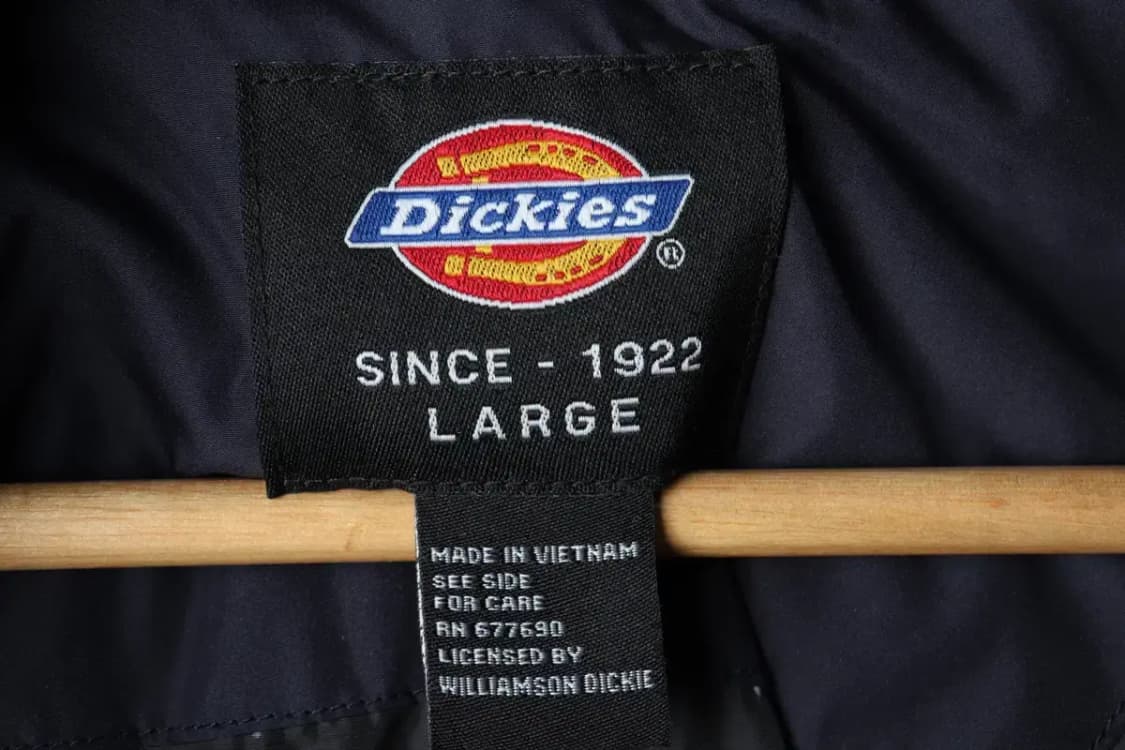 Dickies
®
SINCE - 1922
LARGE
MADE IN VIETNAM
SEE SIDE
FOR CARE
RN 677690
LICENSED BY
WILLIAMSON DICKIE